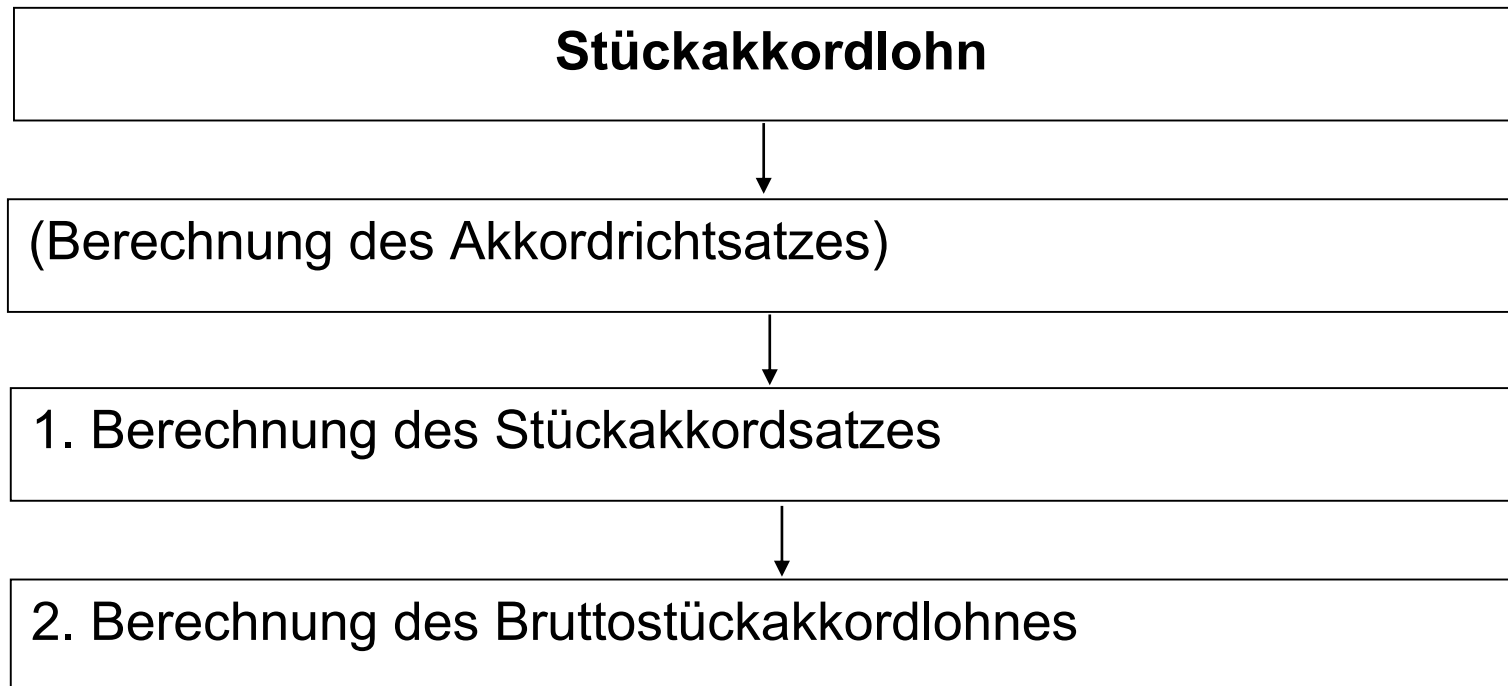 Stückakkordlohn
(Berechnung des Akkordrichtsatzes)
1. Berechnung des Stückakkordsatzes
2. Berechnung des Bruttostückakkordlohnes